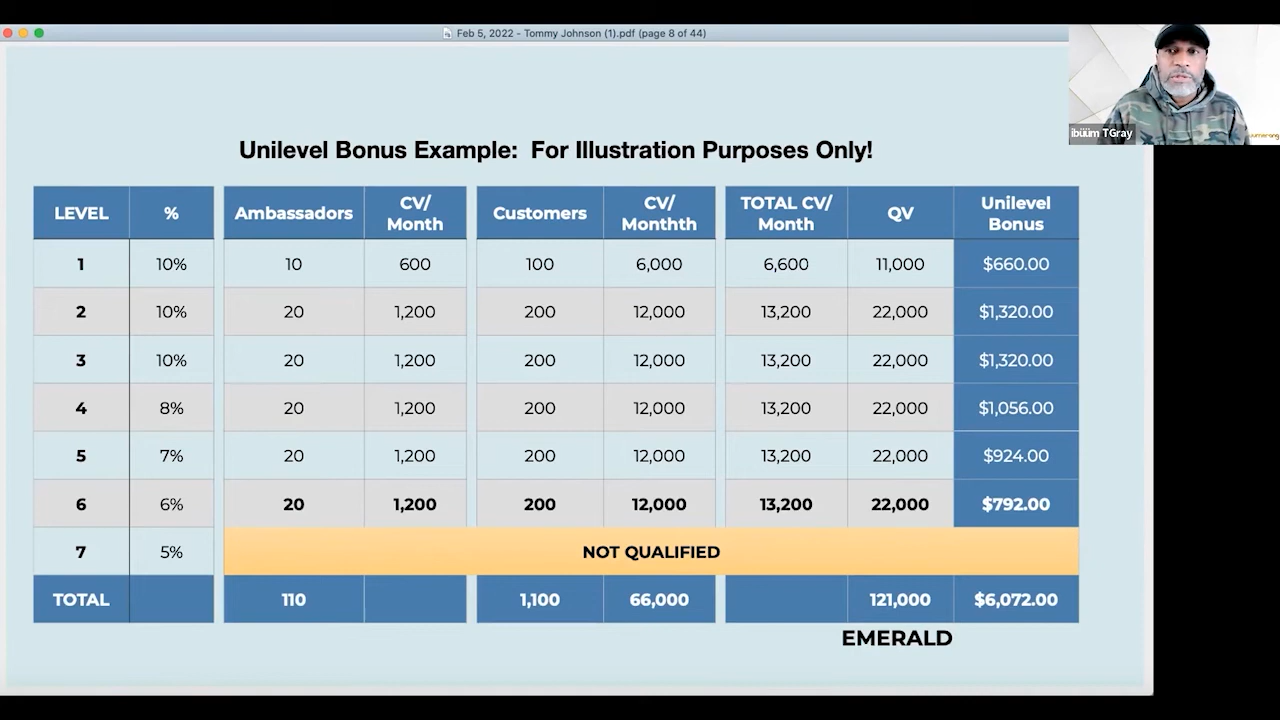 Feb 5, 2022 - Tommy Johnson (1).pdf (page 8 of 44)
ibüüm TGray
Unilevel Bonus Example: For Illustration Purposes Only!
LEVEL % Ambassadors CV/ Month Customers CV/ Monthth TOTAL CV/ Month QV Unilevel Bonus
1 10% 10 600 100 6,000 6,600 11,000 $660.00
2 10% 20 1,200 200 12,000 13,200 22,000 $1,320.00
3 10% 20 1,200 200 12,000 13,200 22,000 $1,320.00
4 8% 20 1,200 200 12,000 13,200 22,000 $1,056.00
5 7% 20 1,200 200 12,000 13,200 22,000 $924.00
6 6% 20 1,200 200 12,000 13,200 22,000 $792.00
7 5% NOT QUALIFIED
TOTAL 110 1,100 66,000 121,000 $6,072.00
EMERALD